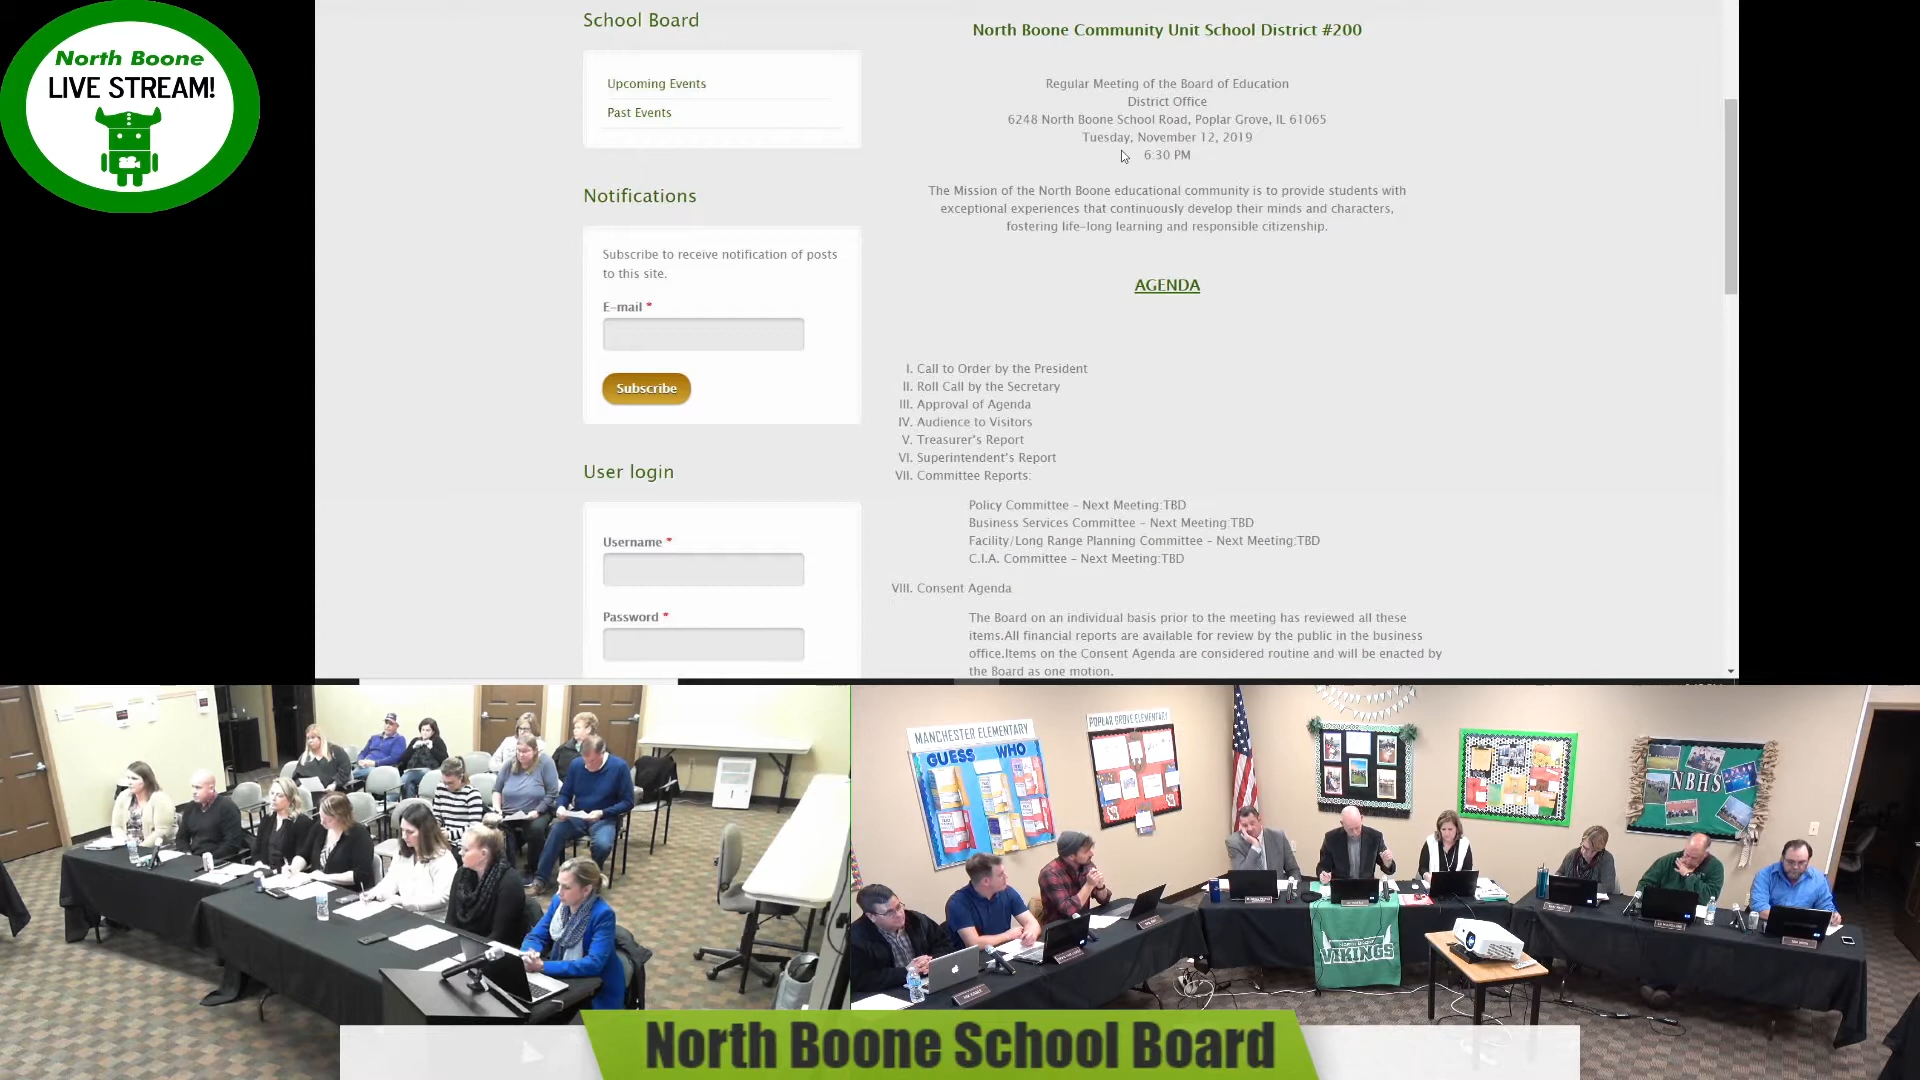 North Boone
LIVE STREAM!
School Board
Upcoming Events
Past Events
Notifications
Subscribe to receive notification of posts
to this site.
E-mail *
Subscribe
User login
Username *
Password *
North Boone Community Unit School District #200
Regular Meeting of the Board of Education
District Office
6248 North Boone School Road, Poplar Grove, IL 61065
Tuesday, November 12, 2019
6:30 PM
The Mission of the North Boone educational community is to provide students with
exceptional experiences that continuously develop their minds and characters,
fostering life-long learning and responsible citizenship.
AGENDA
I. Call to Order by the President
II. Roll Call by the Secretary
III. Approval of Agenda
IV. Audience to Visitors
V. Treasurer's Report
VI. Superintendent's Report
VII. Committee Reports:
Policy Committee - Next Meeting:TBD
Business Services Committee - Next Meeting:TBD
Facility/Long Range Planning Committee - Next Meeting:TBD
C.I.A. Committee - Next Meeting:TBD
VIII. Consent Agenda
The Board on an individual basis prior to the meeting has reviewed all these
items.All financial reports are available for review by the public in the business
office.Items on the Consent Agenda are considered routine and will be enacted by
the Board as one motion.
MANCHESTER ELEMENTARY
GUESS WHO
POPLAR GROVE ELEMENTARY
NBHS
VIKINGS
North Boone School Board